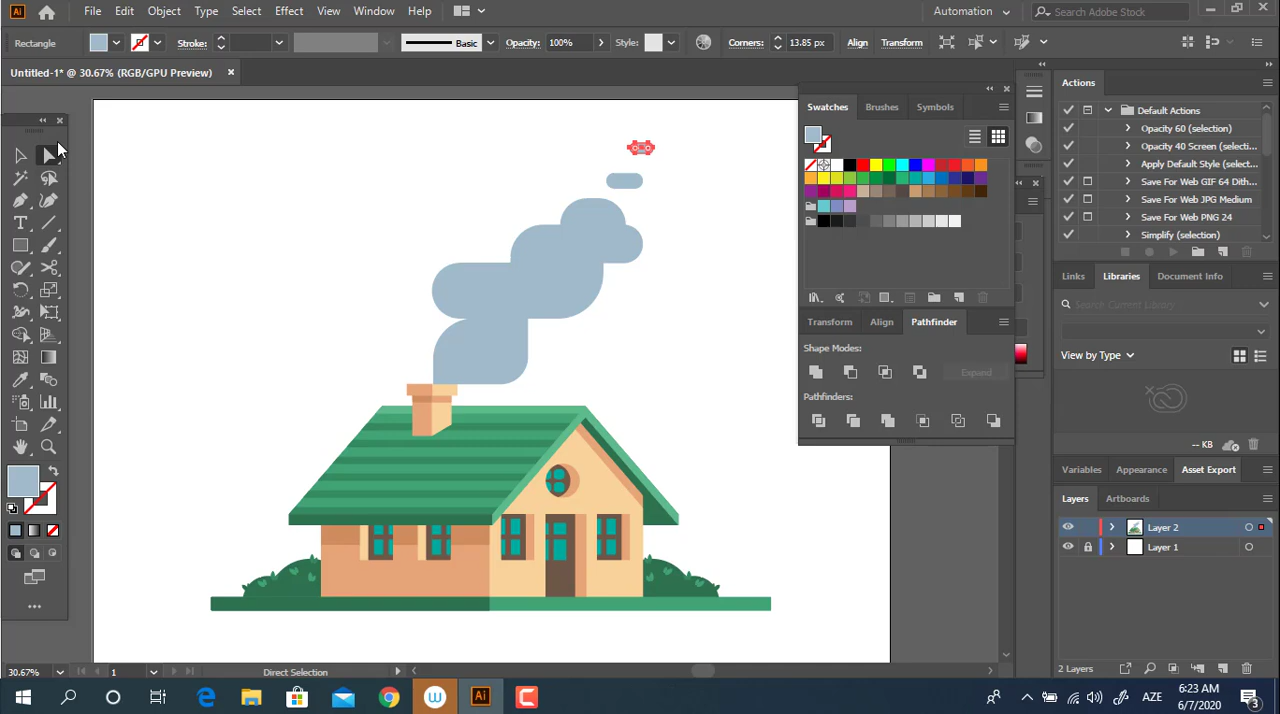 Ai File Edit Object Type Select Effect View Window Help Automation Search Adobe Stock
Rectangle Stroke: Basic Opacity: 100% Style: Corners: 13.85 px Align Transform
Untitled-1* @ 30.67% (RGB/GPU Preview)
Swatches Brushes Symbols
Transform Align Pathfinder
Shape Modes:
Expand
Pathfinders:
Actions
Default Actions
Opacity 60 (selection)
Opacity 40 Screen (selecti...
Apply Default Style (select...
Save For Web GIF 64 Dith...
Save For Web JPG Medium
Save For Web PNG 24
Simplify (selection)
Links Libraries Document Info
Search Current Library
View by Type
-- KB
Variables Appearance Asset Export
Layers Artboards
Layer 2
Layer 1
2 Layers
30.67% 1 Direct Selection
W Ai C AZE
6:23 AM
6/7/2020
3